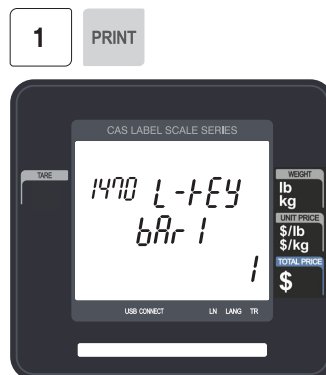 1 PRINT
CAS LABEL SCALE SERIES
TARE
1470 L-KEY
bAr 1
1
WEIGHT
lb
kg
UNIT PRICE
$/lb
$/kg
TOTAL PRICE
$
USB CONNECT LN LANG TR